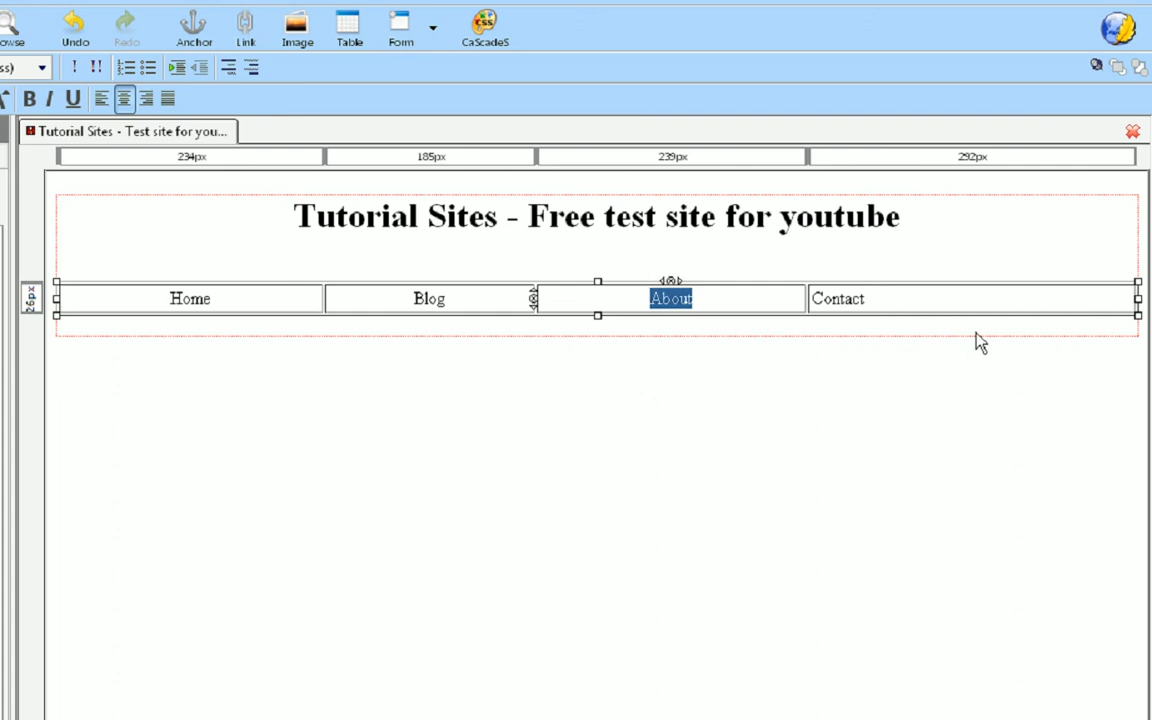 owse Undo Redo Anchor Link Image Table Form CaScadeS
ss) ! !!
B I U
Tutorial Sites - Test site for you...
234px 185px 239px 292px
Tutorial Sites - Free test site for youtube
26px
Home Blog About Contact